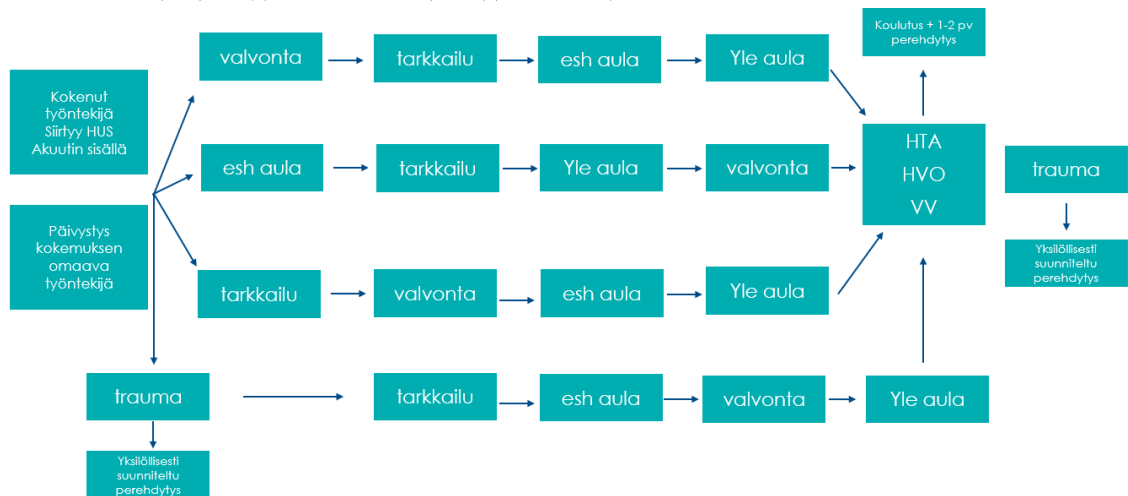 Koulutus + 1-2 pv
perehdytys
valvonta
tarkkailu
esh aula
Yle aula
Kokenut
työntekijä
Siirtyy HUS
Akuutin sisällä
esh aula
tarkkailu
Yle aula
valvonta
HTA
HVO
VV
trauma
Päivystys
kokemuksen
omaava
työntekijä
Yksilöllisesti
suunniteltu
perehdytys
tarkkailu
valvonta
esh aula
Yle aula
trauma
tarkkailu
esh aula
valvonta
Yle aula
Yksilöllisesti
suunniteltu
perehdytys